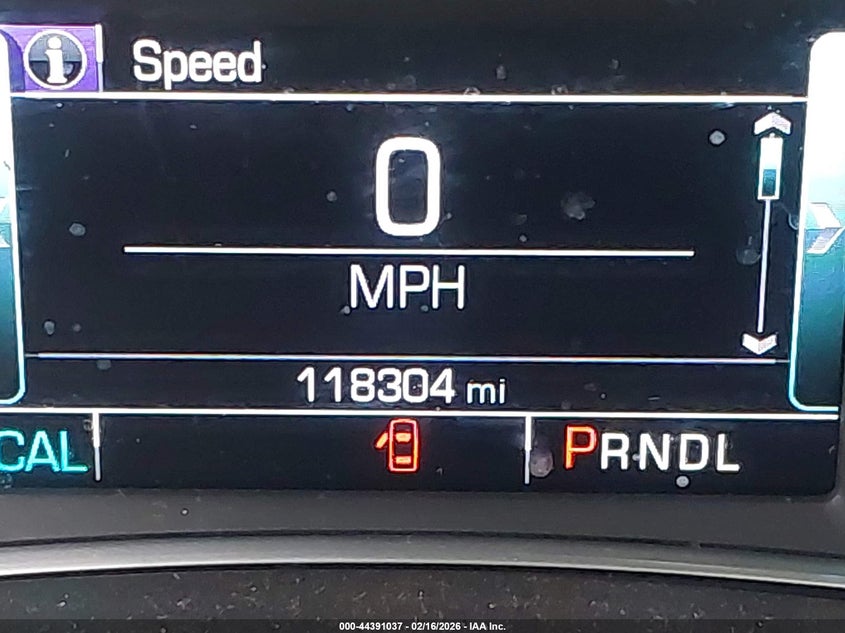 i Speed
0
MPH
118304 mi
CAL
PRNDL
000-44391037 - 02/16/2026 - IAA Inc.